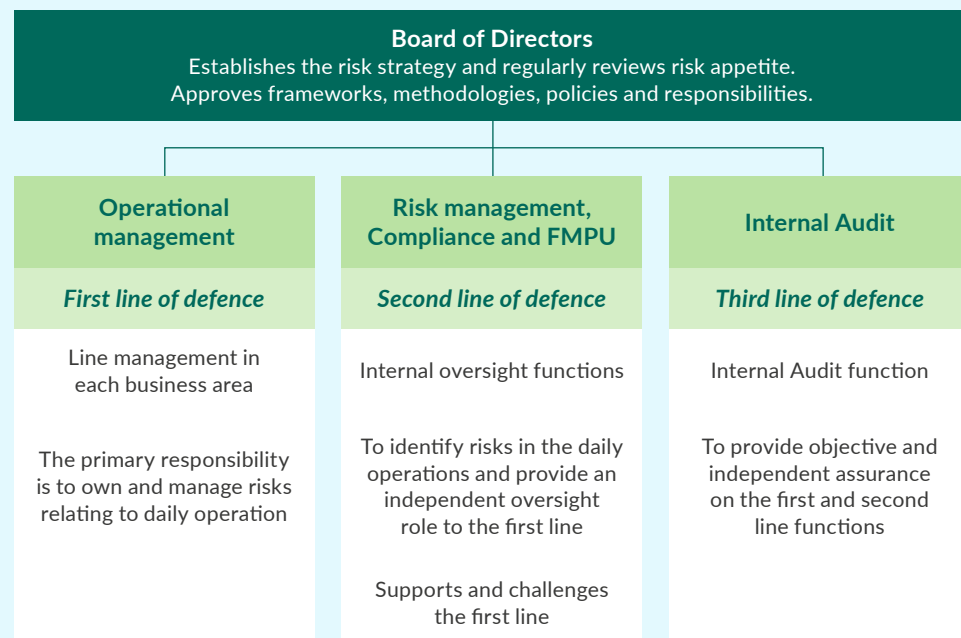 Board of Directors
Establishes the risk strategy and regularly reviews risk appetite.
Approves frameworks, methodologies, policies and responsibilities.
Operational
management
First line of defence
Line management in
each business area
The primary responsibility
is to own and manage risks
relating to daily operation
Risk management,
Compliance and FMPU
Second line of defence
Internal oversight functions
To identify risks in the daily
operations and provide an
independent oversight
role to the first line
Supports and challenges
the first line
Internal Audit
Third line of defence
Internal Audit function
To provide objective and
independent assurance
on the first and second
line functions